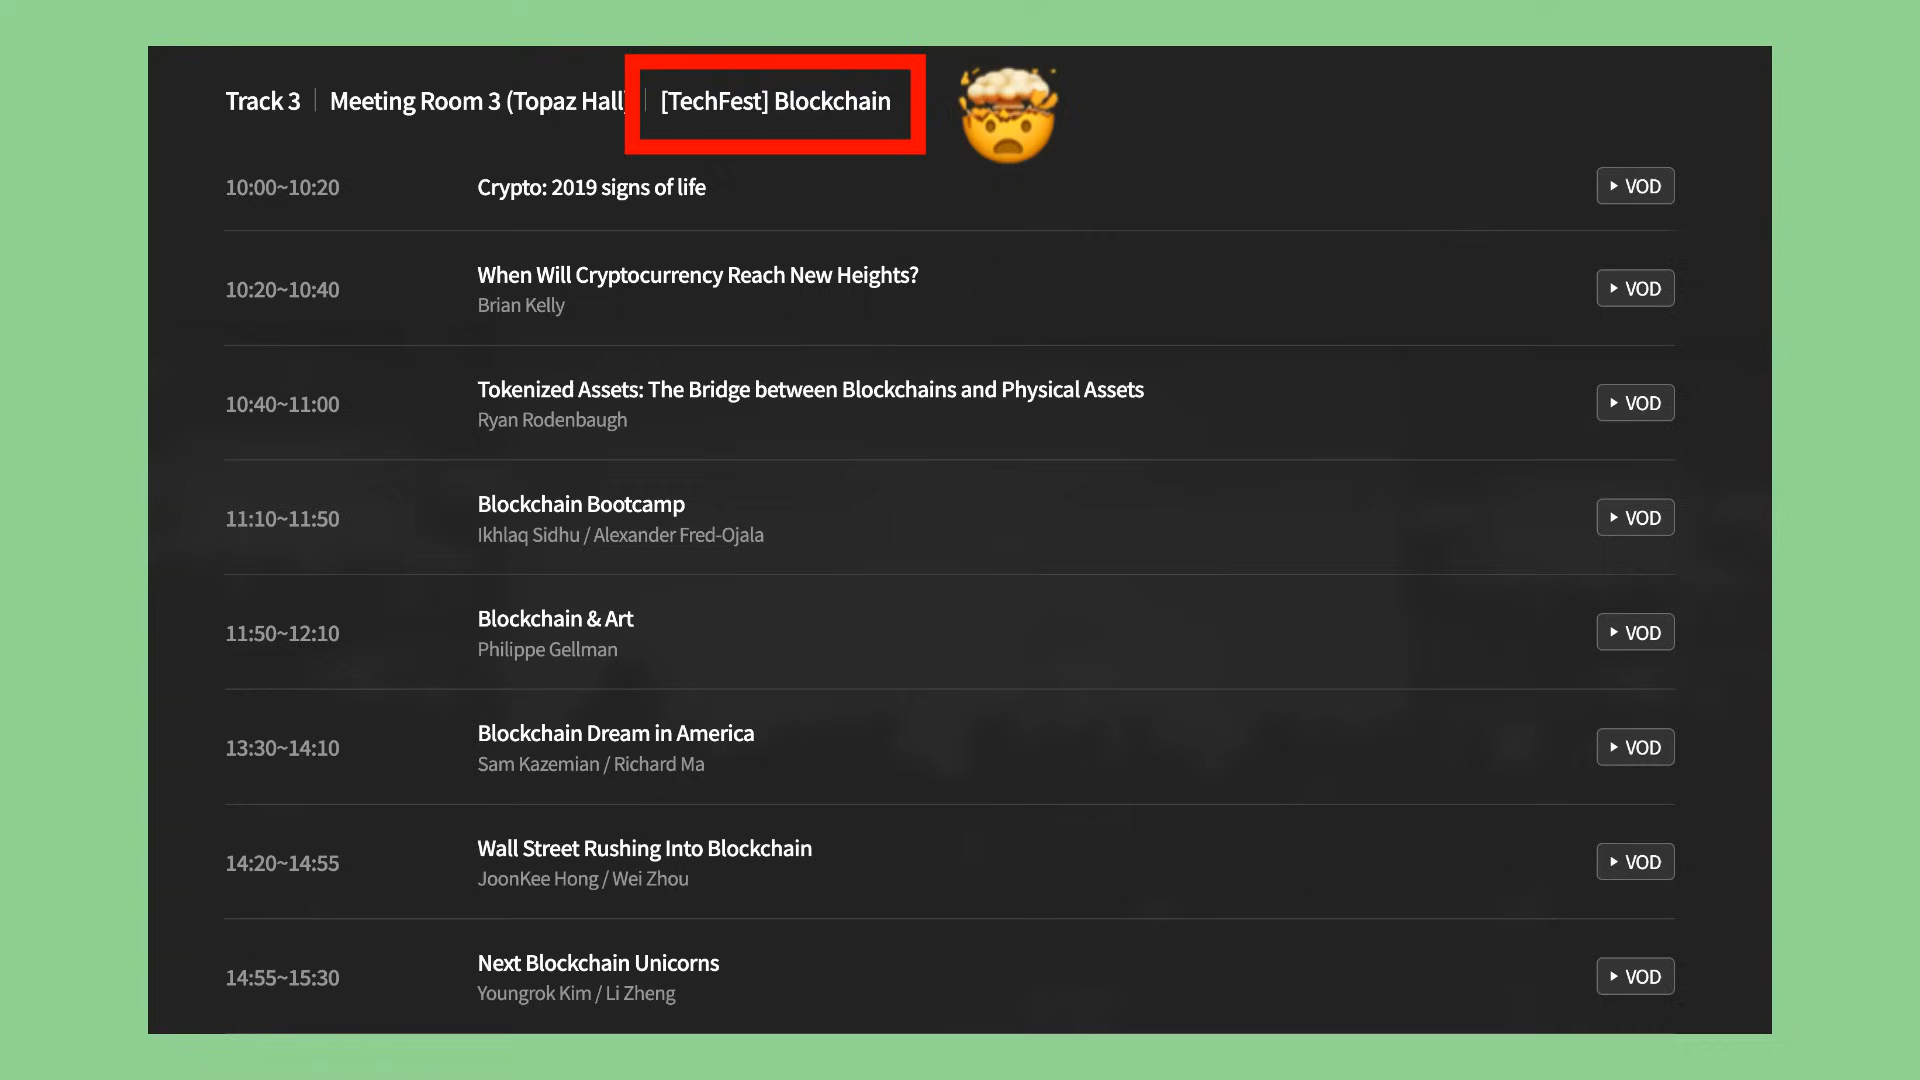 Track 3 | Meeting Room 3 (Topaz Hall) | [TechFest] Blockchain
10:00~10:20 Crypto: 2019 signs of life VOD
10:20~10:40 When Will Cryptocurrency Reach New Heights? VOD
Brian Kelly
10:40~11:00 Tokenized Assets: The Bridge between Blockchains and Physical Assets VOD
Ryan Rodenbaugh
11:10~11:50 Blockchain Bootcamp VOD
Ikhlaq Sidhu / Alexander Fred-Ojala
11:50~12:10 Blockchain & Art VOD
Philippe Gellman
13:30~14:10 Blockchain Dream in America VOD
Sam Kazemian / Richard Ma
14:20~14:55 Wall Street Rushing Into Blockchain VOD
JoonKee Hong / Wei Zhou
14:55~15:30 Next Blockchain Unicorns VOD
Youngrok Kim / Li Zheng